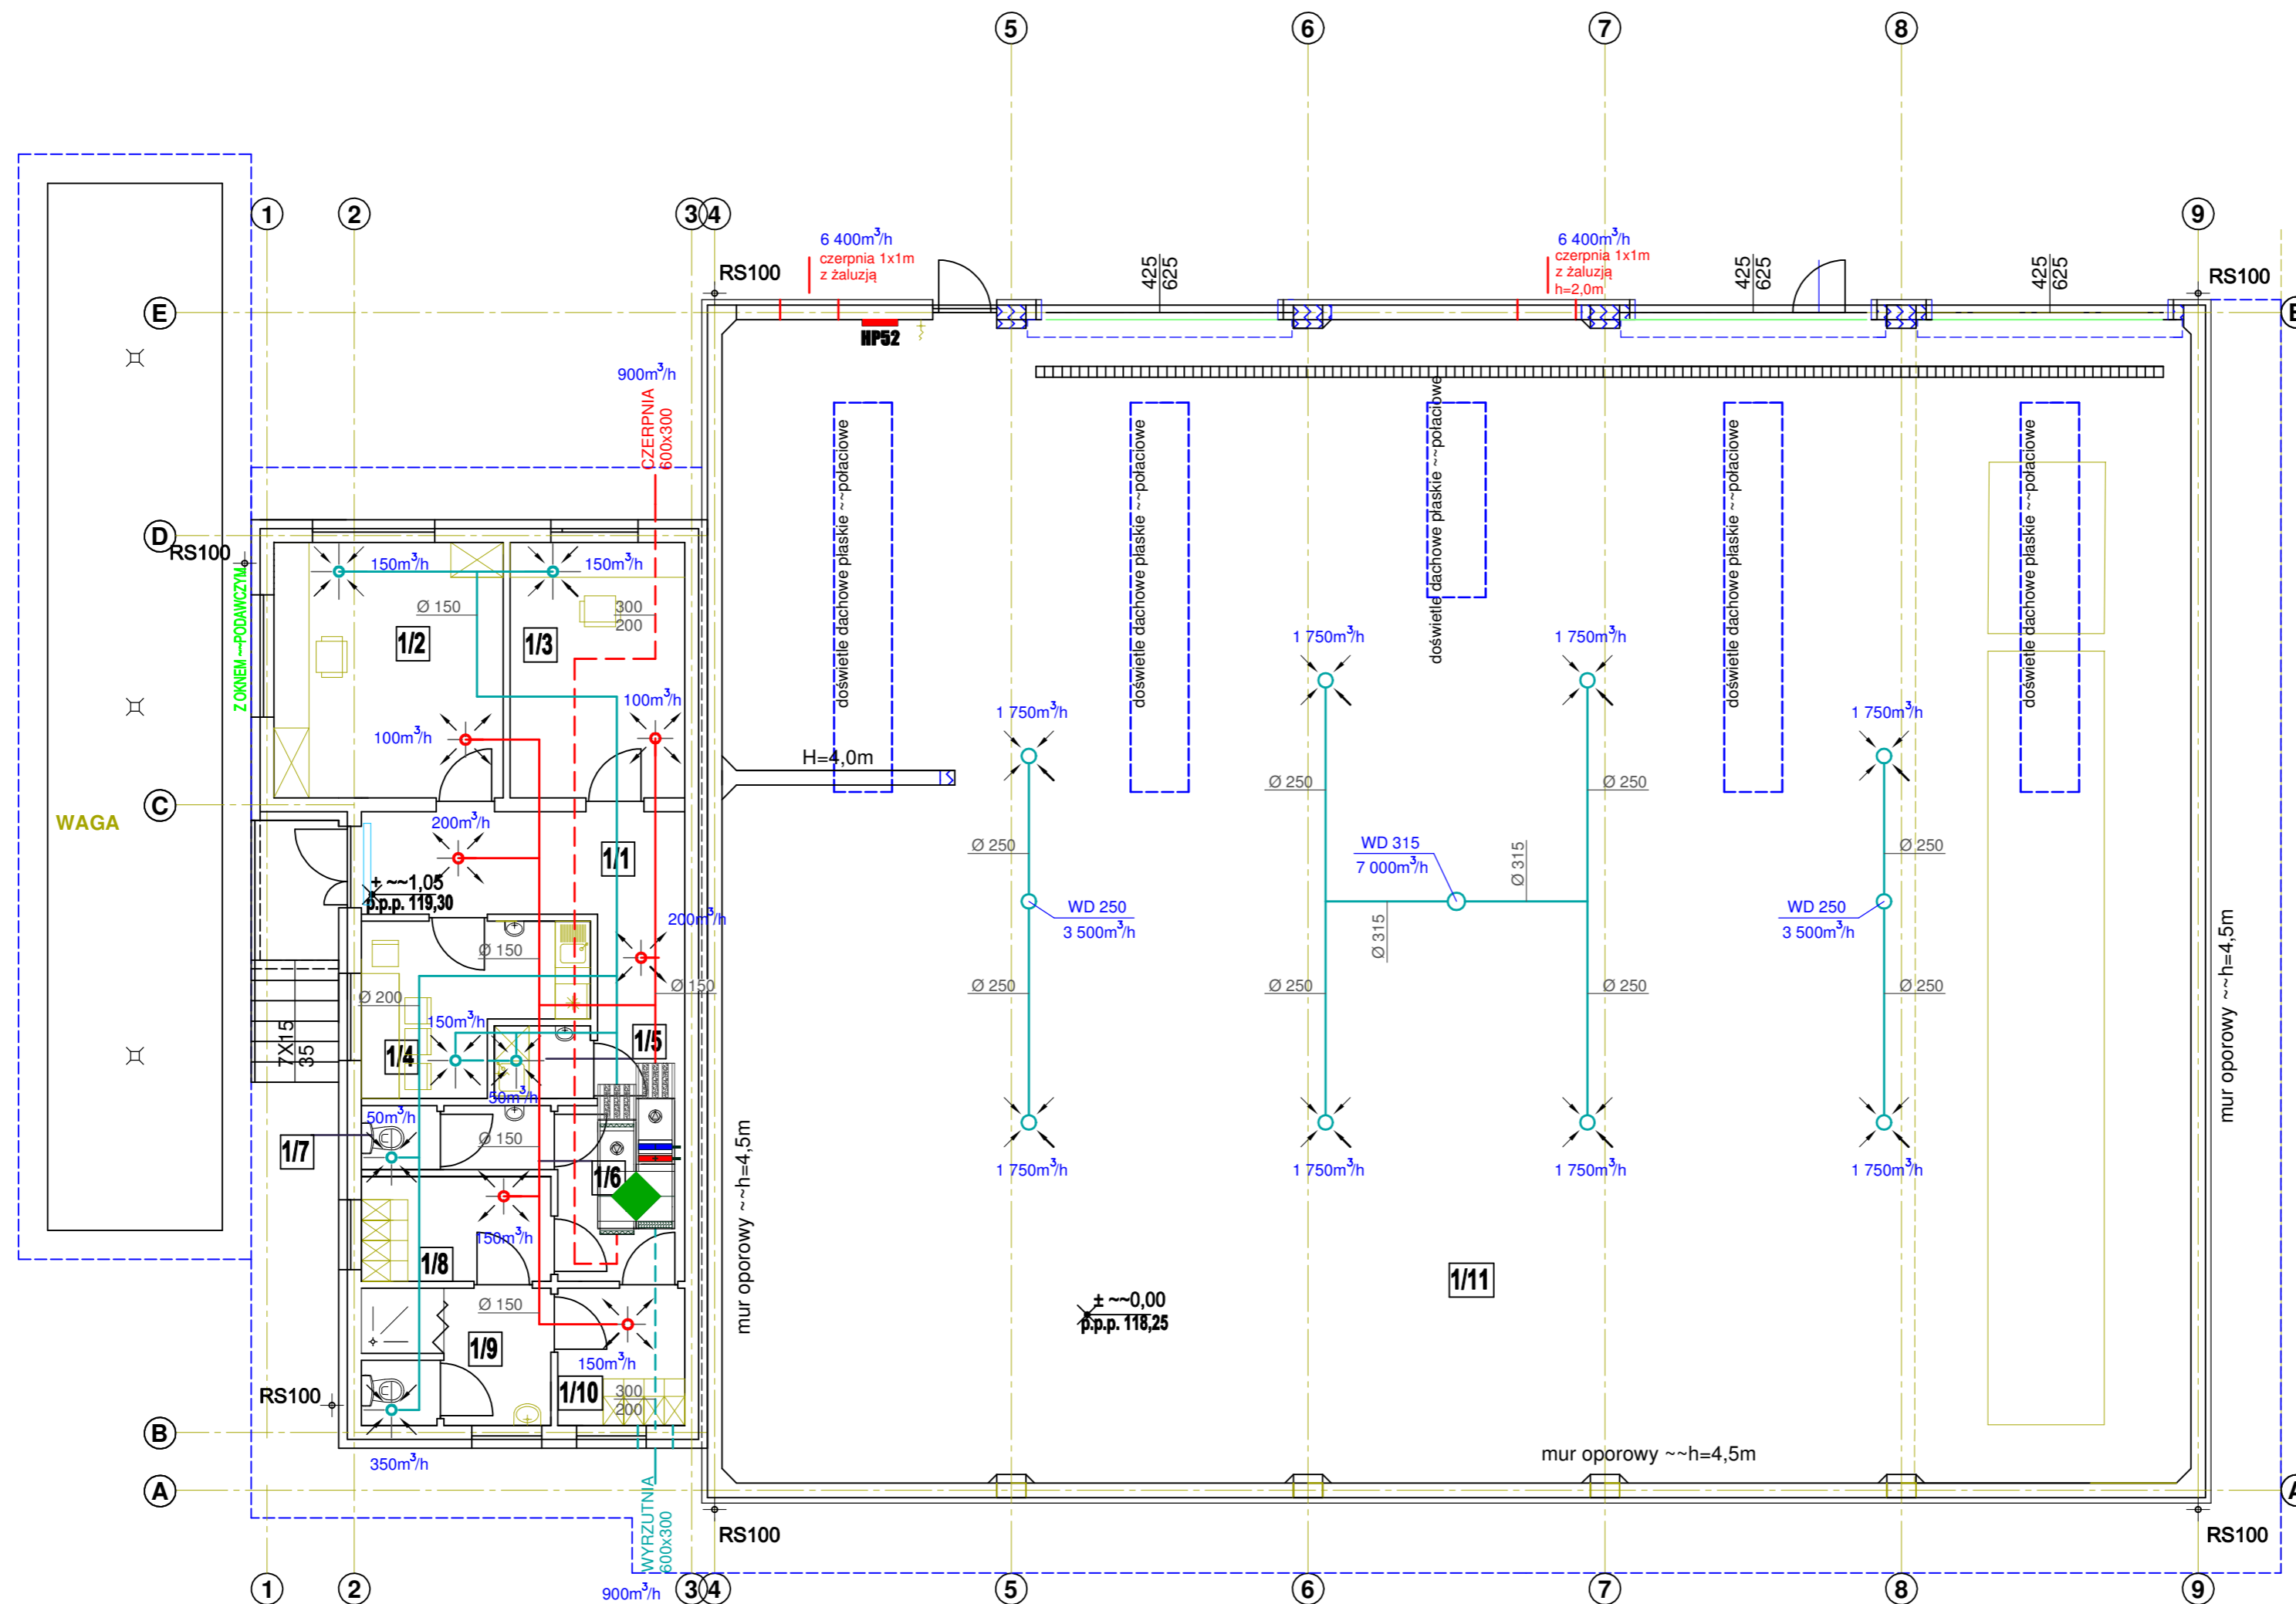 5
6
7
8
1
2
3
4
9
6 400m³/h
czerpnia 1x1m
z żaluzją
6 400m³/h
czerpnia 1x1m
z żaluzją
h=2,0m
RS100
RS100
425
625
425
625
425
625
E
E
HP52
900m³/h
CZERPNIA
600x300
doświetle dachowe płaskie ~~połaciowe
doświetle dachowe płaskie ~~połaciowe
doświetle dachowe płaskie ~~połaciowe
doświetle dachowe płaskie ~~połaciowe
doświetle dachowe płaskie ~~połaciowe
D
RS100
Z OKNEM ~~PODAWCZYM
150m³/h
150m³/h
Ø 150
300
200
1/2
1/3
1 750m³/h
1 750m³/h
100m³/h
100m³/h
1 750m³/h
1 750m³/h
H=4,0m
Ø 250
Ø 250
C
WAGA
200m³/h
1/1
Ø 250
WD 315
7 000m³/h
Ø 315
Ø 250
± ~~1,05
p.p.p. 119,30
200m³/h
WD 250
3 500m³/h
Ø 315
WD 250
3 500m³/h
Ø 150
Ø 200
Ø 150
Ø 250
Ø 250
Ø 250
Ø 250
mur oporowy ~~h=4,5m
7X15
35
150m³/h
1/4
1/5
50m³/h
50m³/h
1/7
Ø 150
1/6
mur oporowy ~~h=4,5m
1 750m³/h
1 750m³/h
1 750m³/h
1 750m³/h
150m³/h
1/8
1/11
Ø 150
± ~~0,00
p.p.p. 118,25
1/9
150m³/h
1/10
300
200
RS100
B
350m³/h
mur oporowy ~~h=4,5m
A
A
WYRZUTNIA
600x300
900m³/h
RS100
RS100
1
2
3
4
5
6
7
8
9